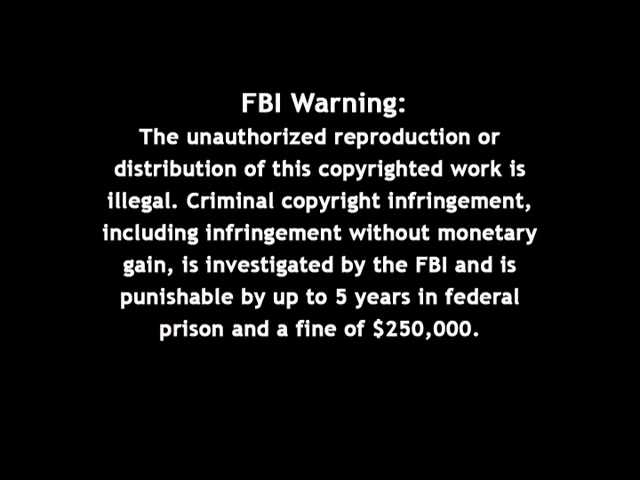 FBI Warning:
The unauthorized reproduction or
distribution of this copyrighted work is
illegal. Criminal copyright infringement,
including infringement without monetary
gain, is investigated by the FBI and is
punishable by up to 5 years in federal
prison and a fine of $250,000.